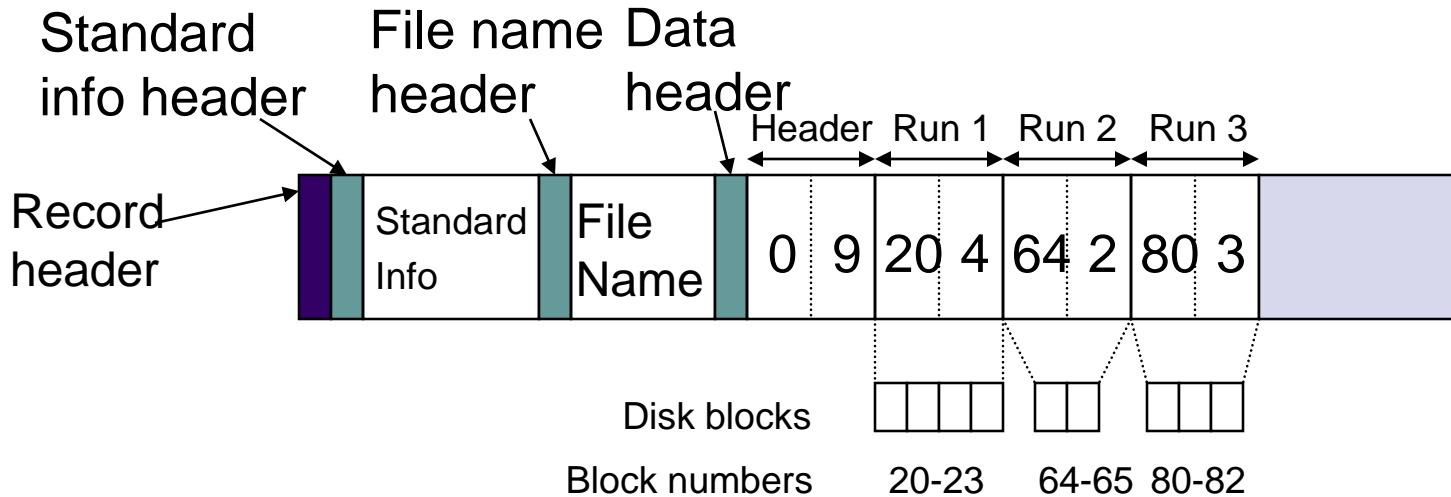 Standard
info header
File name
header
Data
header
Header Run 1 Run 2 Run 3
Record
header
Standard
Info
File
Name
0 9 20 4 64 2 80 3
Disk blocks
Block numbers 20-23 64-65 80-82